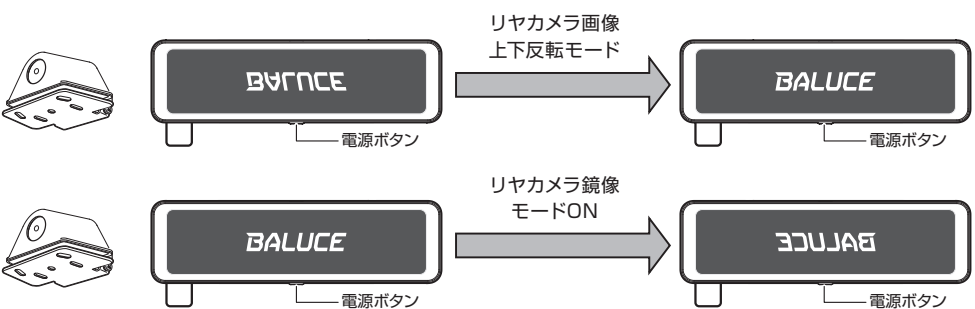 リヤカメラ画像
上下反転モード
BALUCE
BALUCE
電源ボタン
電源ボタン
リヤカメラ鏡像
モードON
BALUCE
BALUCE
電源ボタン
電源ボタン